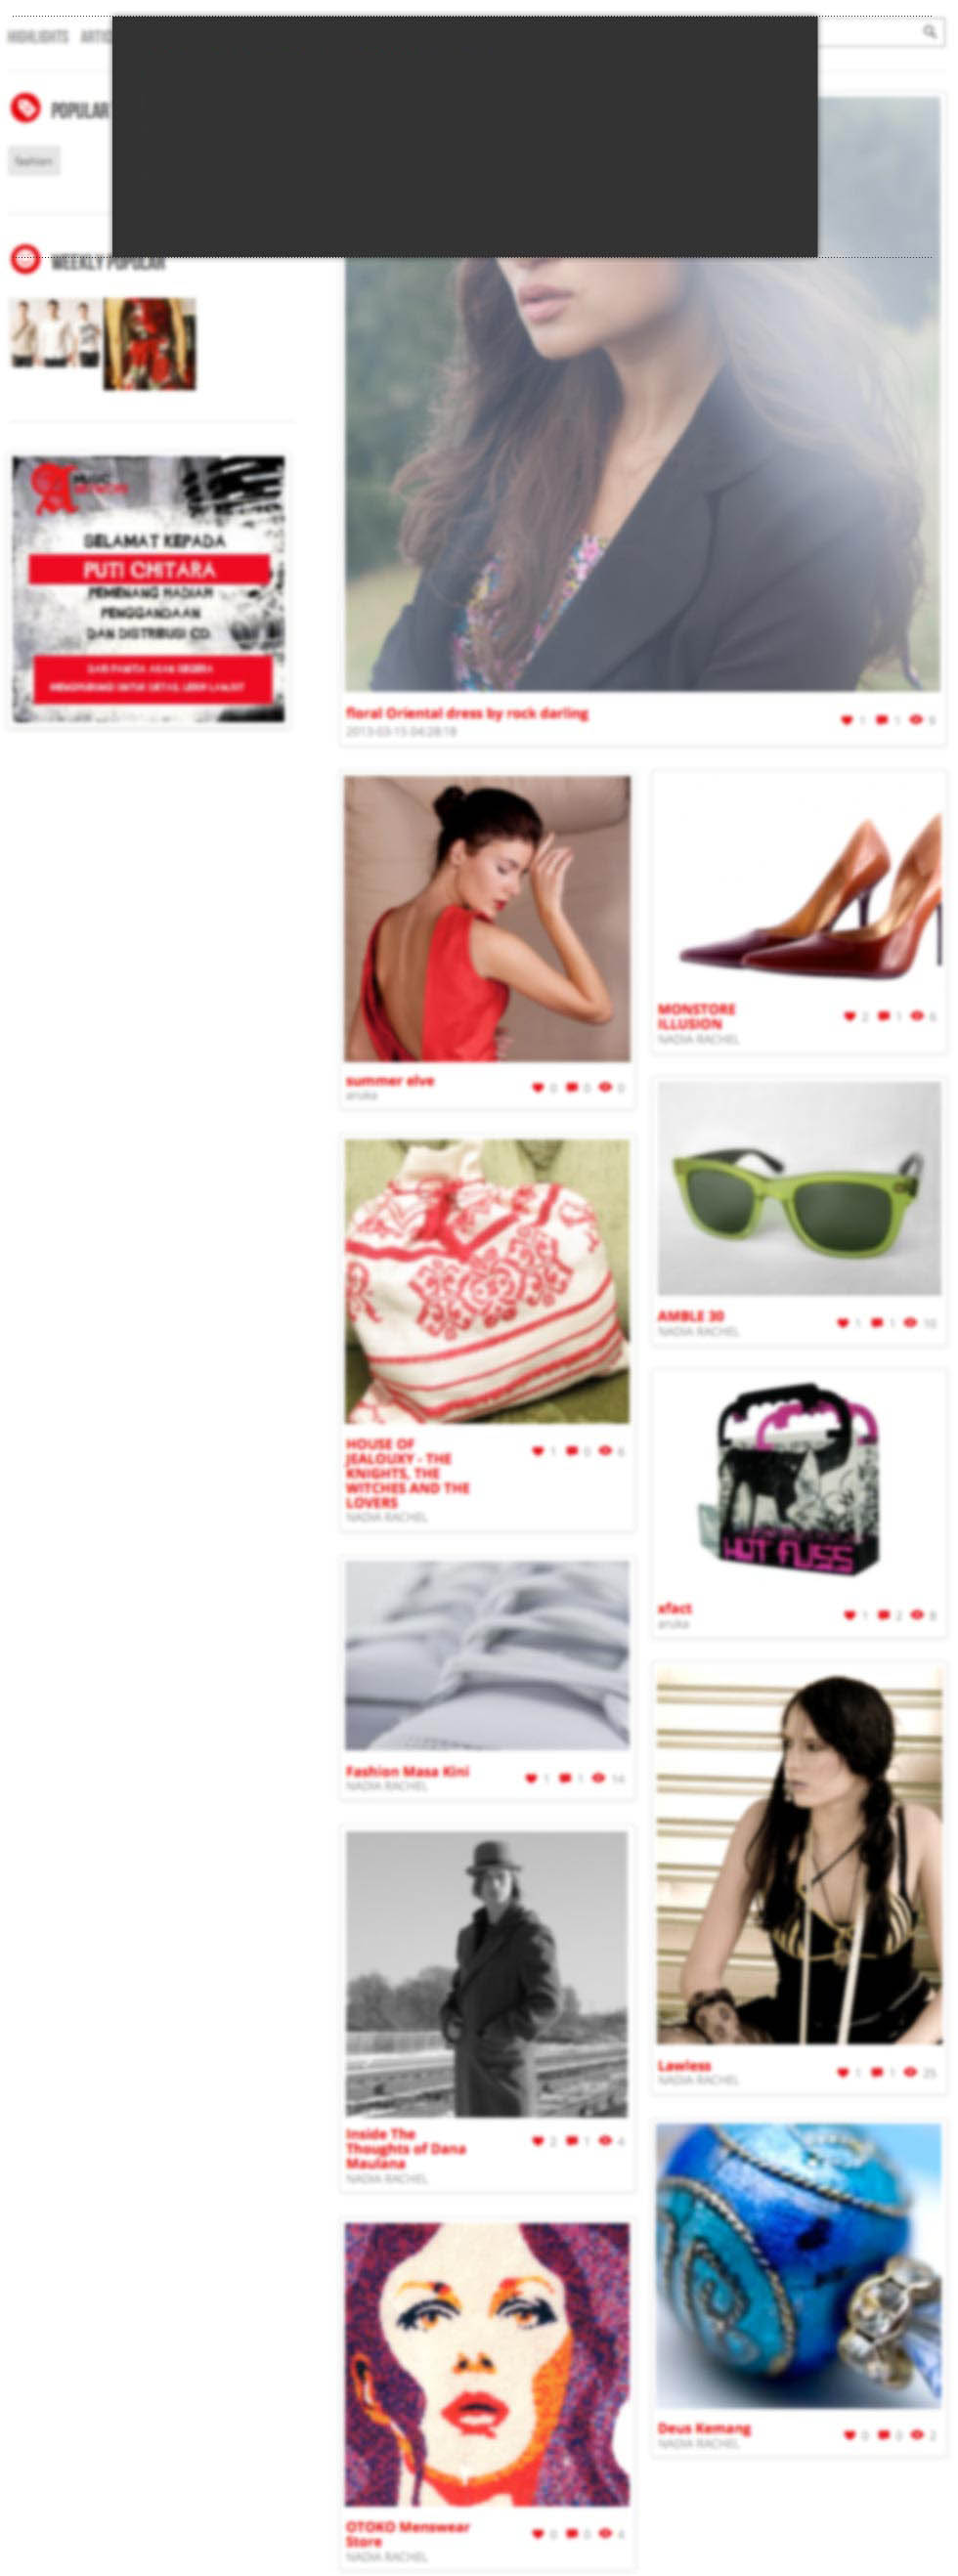 HIGHLIGHTS
POPULAR
fashion
WEEKLY POPULAR
SELAMAT KEPADA
PUTI CHITARA
PEMENANG HADIAH
PENGGANDAAN
DAN DISTRIBUSI CD.
floral Oriental dress by rock darling
2013-03-15 04:28:18
1 1
summer elve
aruka
0 0 0
MONSTORE
ILLUSION
NADIA RACHEL
2 1 6
HOUSE OF
JEALOUXY - THE
KNIGHTS, THE
WITCHES AND THE
LOVERS
NADIA RACHEL
1 0 6
AMBLE 30
NADIA RACHEL
1 1 10
HOT FUSS
xfact
aruka
1 2 8
Fashion Masa Kini
NADIA RACHEL
1 1 14
Lawless
NADIA RACHEL
1 1 25
Inside The
Thoughts of Dana
Maulana
NADIA RACHEL
2 1 4
Deus Kemang
NADIA RACHEL
0 0 2
OTOKO Menswear
Store
NADIA RACHEL
0 0 4